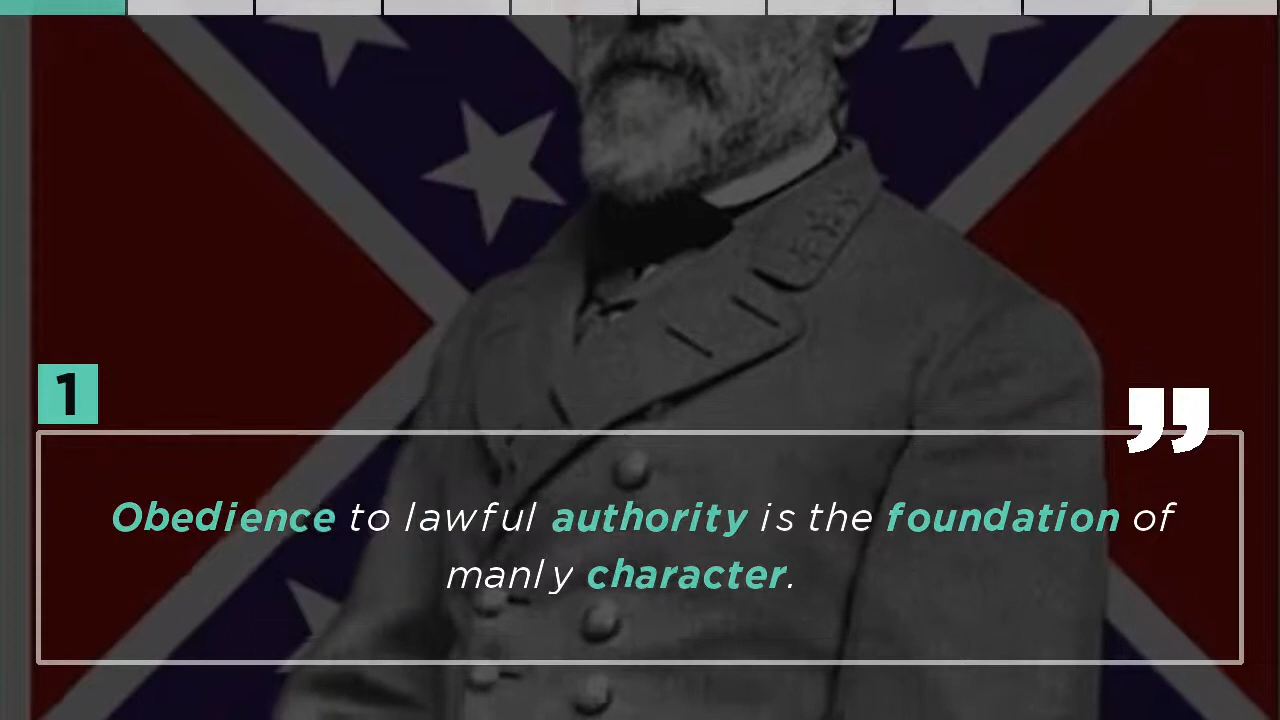 1
”
Obedience to lawful authority is the foundation of
manly character.